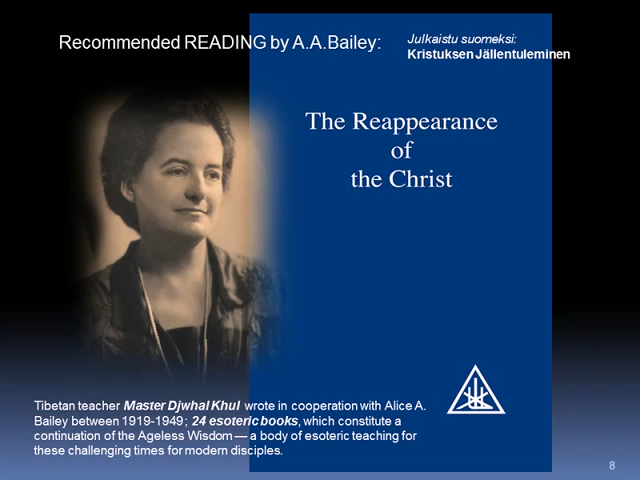 Recommended READING by A.A.Bailey:
Julkaistu suomeksi:
Kristuksen Jällentuleminen
The Reappearance
of
the Christ
Tibetan teacher Master Djwhal Khul wrote in cooperation with Alice A.
Bailey between 1919-1949; 24 esoteric books, which constitute a
continuation of the Ageless Wisdom — a body of esoteric teaching for
these challenging times for modern disciples.
8